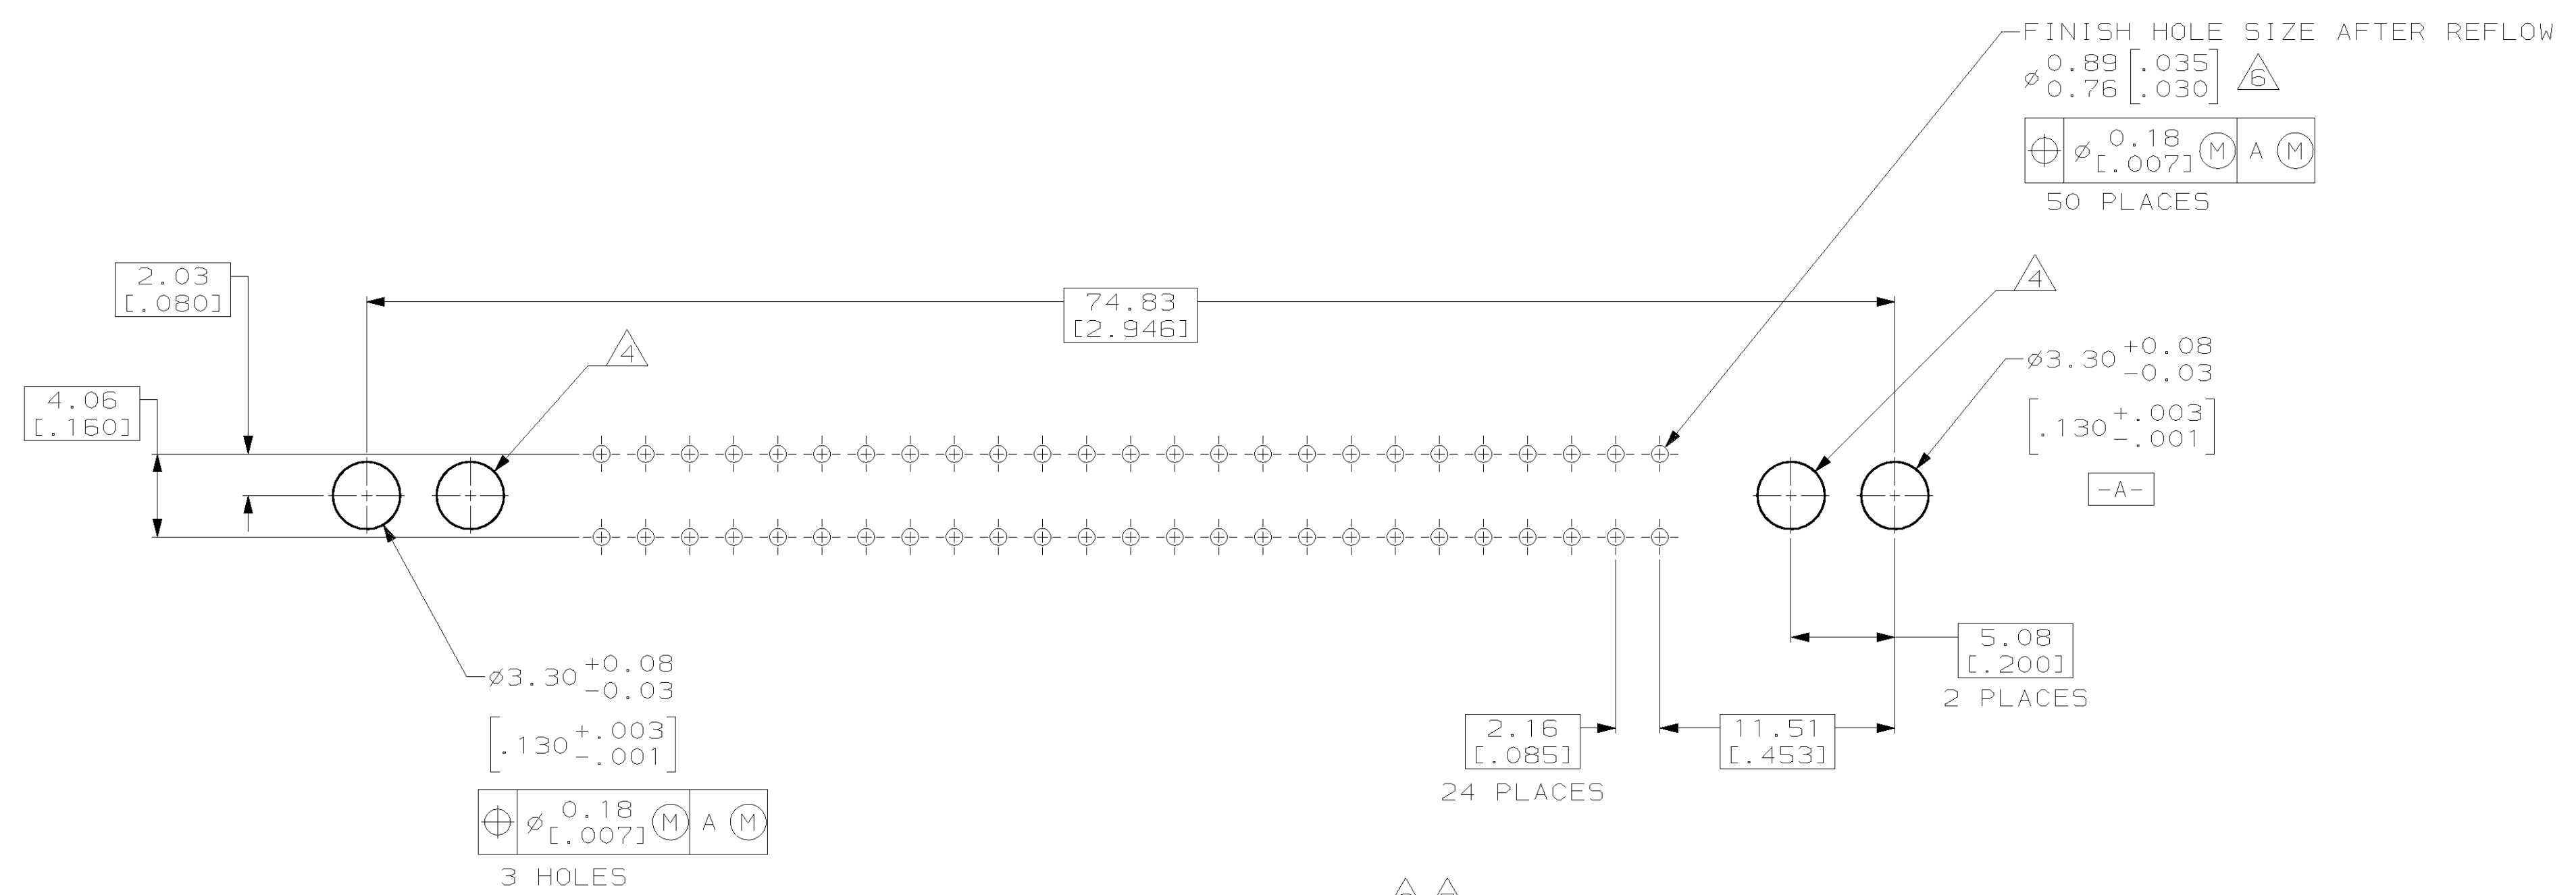 FINISH HOLE SIZE AFTER REFLOW
⌀ 0.89 [.035]
0.76 [.030] 6
⌖ ⌀ 0.18 [.007] Ⓜ A Ⓜ
50 PLACES
2.03
[.080]
74.83
[2.946]
4
4
⌀3.30 +0.08
-0.03
[.130 +.003
-.001]
-A-
4.06
[.160]
5.08
[.200]
2 PLACES
⌀3.30 +0.08
-0.03
[.130 +.003
-.001]
⌖ ⌀ 0.18 [.007] Ⓜ A Ⓜ
3 HOLES
2.16
[.085]
24 PLACES
11.51
[.453]